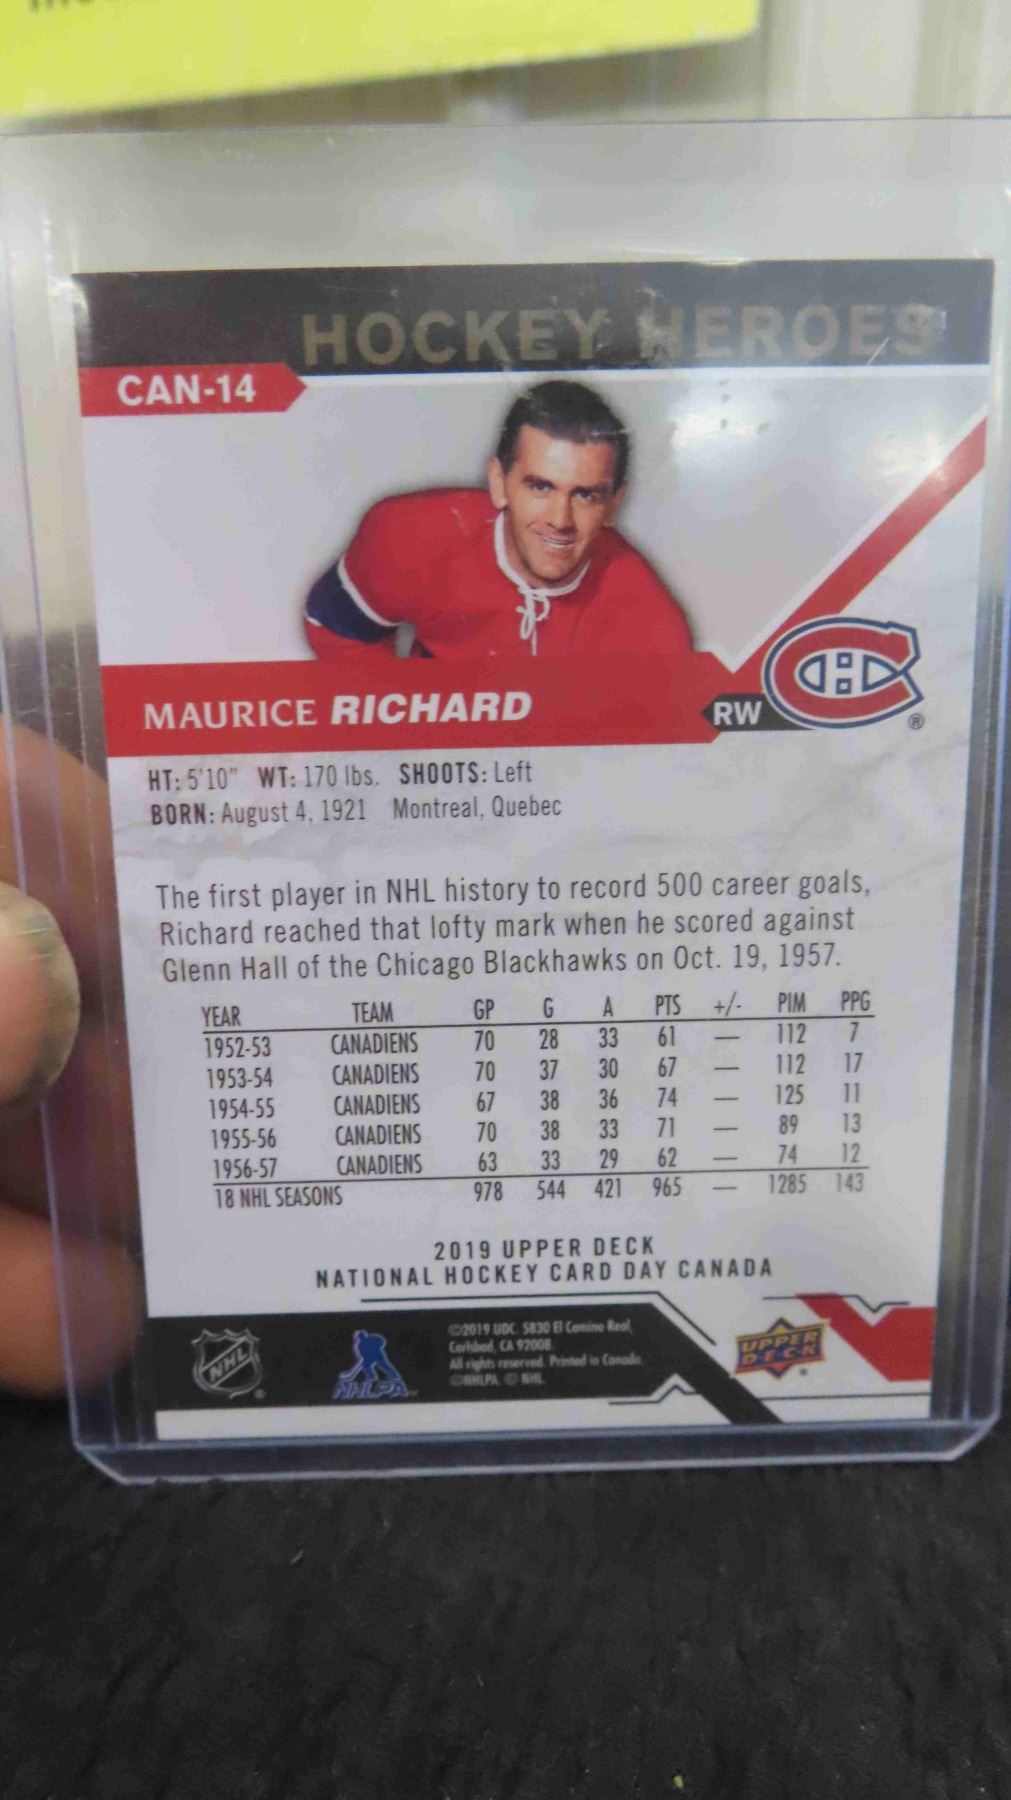 HOCKEY HEROES
CAN-14
MAURICE RICHARD
RW
HT: 5'10" WT: 170 lbs. SHOOTS: Left
BORN: August 4, 1921 Montreal, Quebec
The first player in NHL history to record 500 career goals,
Richard reached that lofty mark when he scored against
Glenn Hall of the Chicago Blackhawks on Oct. 19, 1957.
YEAR TEAM GP G A PTS +/- PIM PPG
1952-53 CANADIENS 70 28 33 61 — 112 7
1953-54 CANADIENS 70 37 30 67 — 112 17
1954-55 CANADIENS 67 38 36 74 — 125 11
1955-56 CANADIENS 70 38 33 71 — 89 13
1956-57 CANADIENS 63 33 29 62 — 74 12
18 NHL SEASONS 978 544 421 965 — 1285 143
2019 UPPER DECK
NATIONAL HOCKEY CARD DAY CANADA
NHL
NHLPA
©2019 UDC. 5830 El Camino Real,
Carlsbad, CA 92008.
All rights reserved. Printed in Canada.
©NHLPA. © NHL
UPPER
DECK